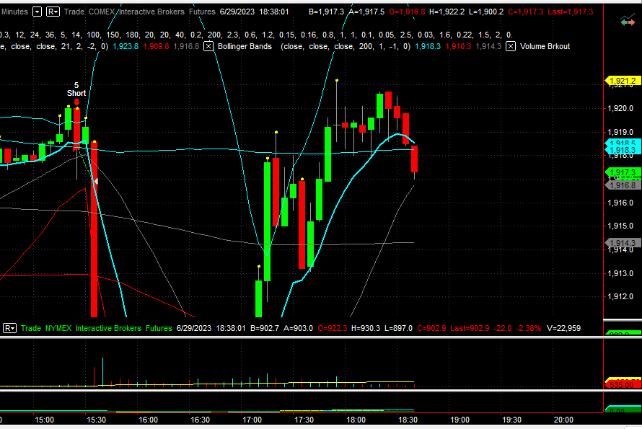 Minutes R Trade COMEX/Interactive Brokers Futures 6/29/2023 18:38:01 B=1,917.3 A=1,917.5 O=1,916.8 H=1,922.2 L=1,900.2 C=1,917.3 Last=1,917.3
0.3, 12, 24, 36, 5, 14, 100, 150, 180, 20, 20, 40, 0.2, 200, 2.3, 0.6, 1.2, 0.15, 0.16, 8, 1, 1, 0.1, 0.05, 2.5, 0.03, 1.6, 0.22, 1.5, 2, 0.
close, close, 21, 2, -2, 0) 1,923.8 1,909.8 1,916.8 Bollinger Bands (close, close, close, 200, 1, -1, 0) 1,918.3 1,910.3 1,914.3 Volume Brkout
5
Short
1,921.2
1,920.0
1,919.0
1,918.5
1,918.3
1,918.0
1,917.3
1,916.8
1,914.3
1,914.0
1,913.0
1,912.0
R Trade NYMEX Interactive Brokers Futures 6/29/2023 18:38:01 B=902.7 A=903.0 O=922.3 H=930.3 L=897.0 C=902.9 Last=902.9 -22.0 -2.38% V=22,959
15:00 15:30 16:00 16:30 17:00 17:30 18:00 18:30 19:00 19:30 20:00